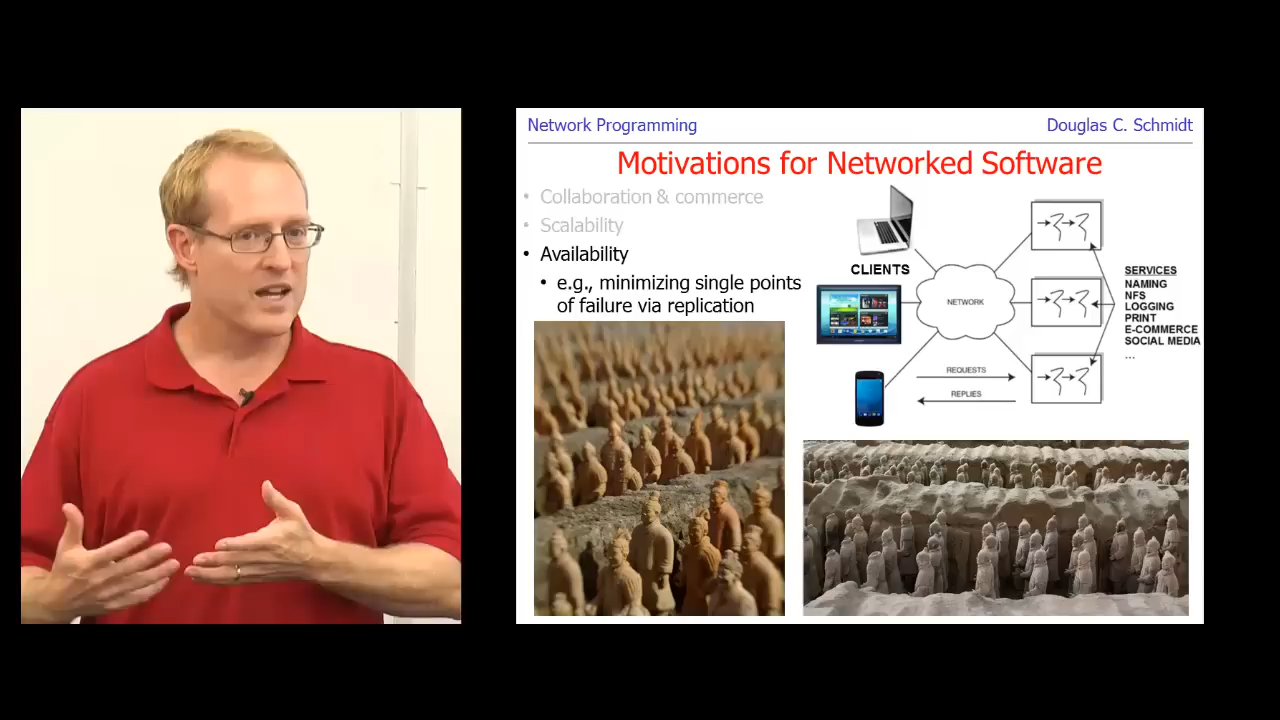 Network Programming
Douglas C. Schmidt
Motivations for Networked Software
• Collaboration & commerce
• Scalability
• Availability
• e.g., minimizing single points
of failure via replication
CLIENTS
NETWORK
REQUESTS
REPLIES
SERVICES
NAMING
NFS
LOGGING
PRINT
E-COMMERCE
SOCIAL MEDIA
...